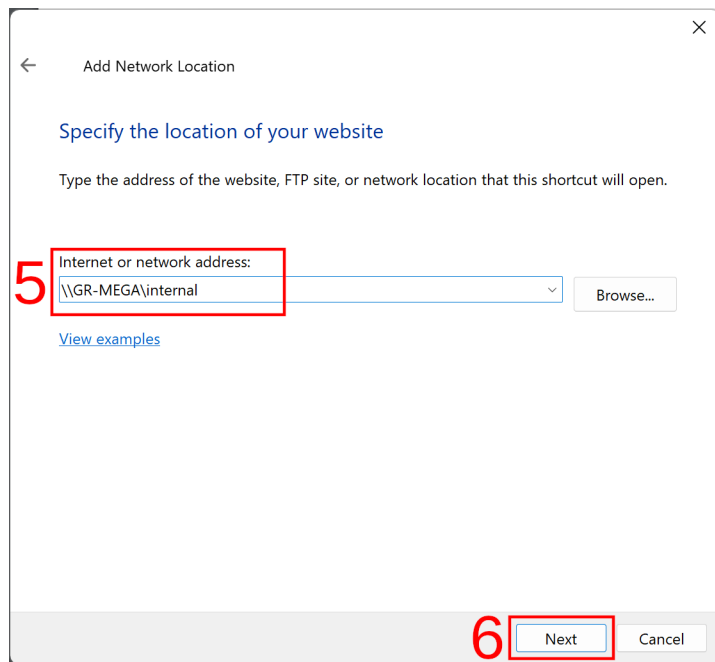 Add Network Location
Specify the location of your website
Type the address of the website, FTP site, or network location that this shortcut will open.
Internet or network address:
5
\\GR-MEGA\internal
Browse...
View examples
6
Next
Cancel